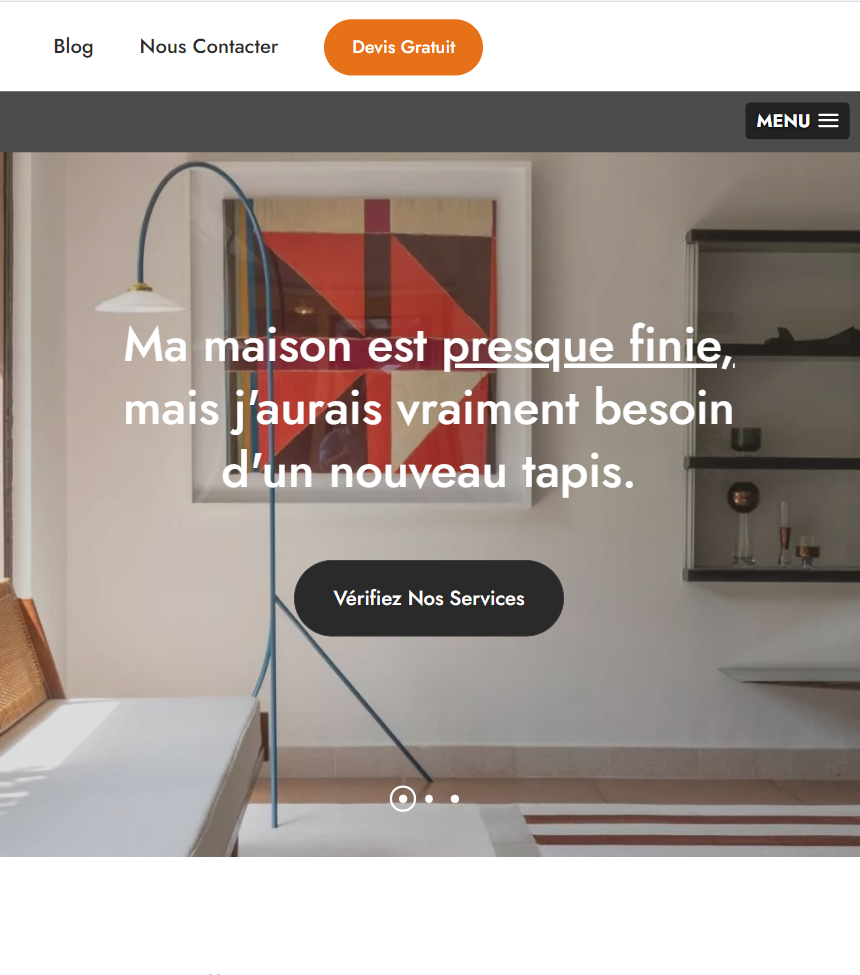 Blog Nous Contacter Devis Gratuit
MENU
Ma maison est presque finie,
mais j'aurais vraiment besoin
d'un nouveau tapis.
Vérifiez Nos Services